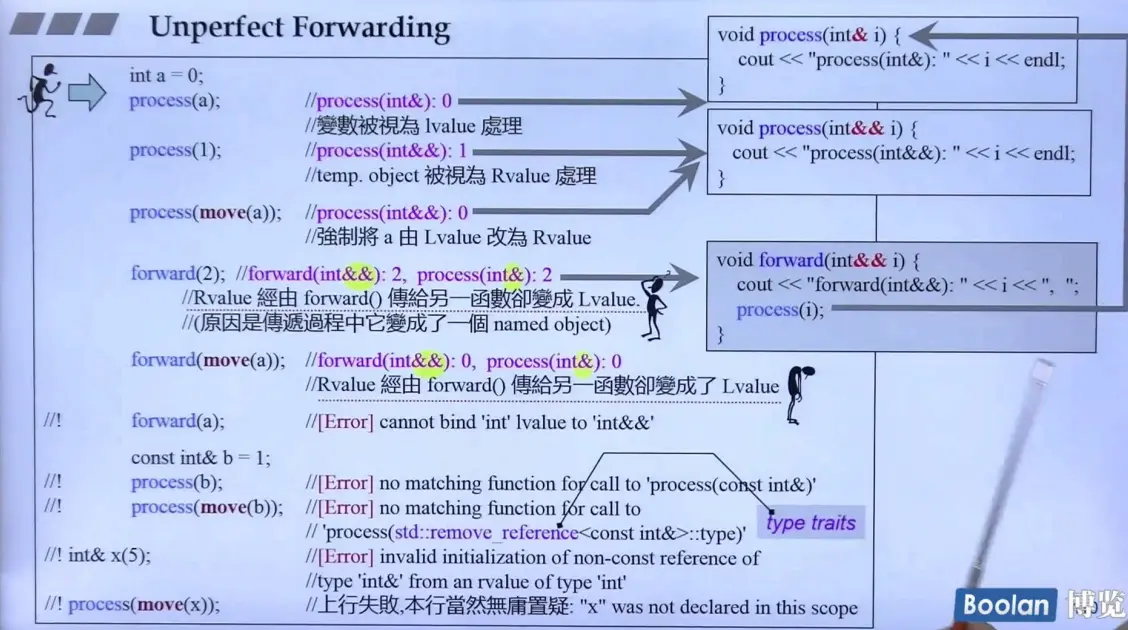 Unperfect Forwarding
int a = 0;
process(a); //process(int&): 0
//變數被視為 lvalue 處理
process(1); //process(int&&): 1
//temp. object 被視為 Rvalue 處理
process(move(a)); //process(int&&): 0
//強制將 a 由 Lvalue 改為 Rvalue
forward(2); //forward(int&&): 2, process(int&): 2
//Rvalue 經由 forward() 傳給另一函數卻變成 Lvalue.
//(原因是傳遞過程中它變成了一個 named object)
forward(move(a)); //forward(int&&): 0, process(int&): 0
//Rvalue 經由 forward() 傳給另一函數卻變成了 Lvalue
//! forward(a); //[Error] cannot bind 'int' lvalue to 'int&&'
const int& b = 1;
//! process(b); //[Error] no matching function for call to 'process(const int&)'
//! process(move(b)); //[Error] no matching function for call to
// 'process(std::remove_reference<const int&>::type)'
//! int& x(5); //[Error] invalid initialization of non-const reference of
//type 'int&' from an rvalue of type 'int'
//! process(move(x)); //上行失敗,本行當然無庸置疑: "x" was not declared in this scope
void process(int& i) {
cout << "process(int&): " << i << endl;
}
void process(int&& i) {
cout << "process(int&&): " << i << endl;
}
void forward(int&& i) {
cout << "forward(int&&): " << i << ", ";
process(i);
}
type traits
Boolan 博览